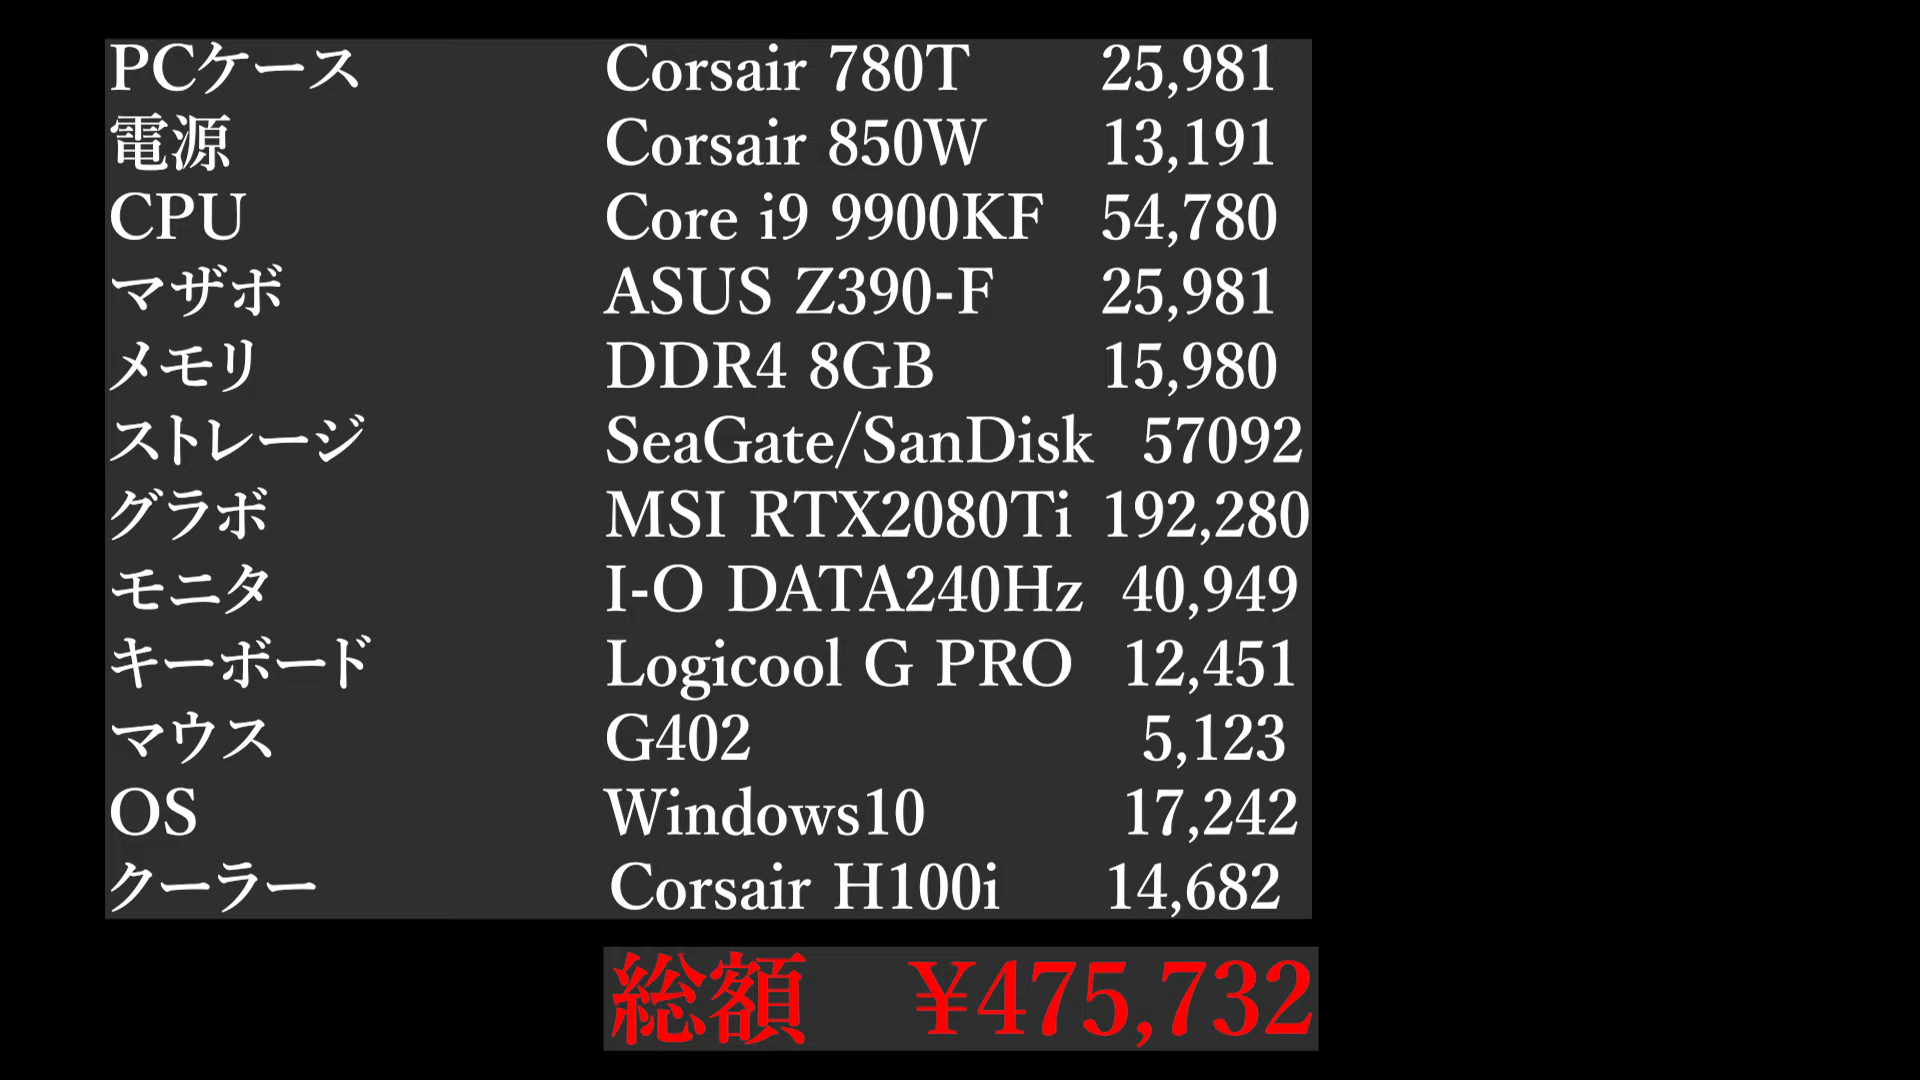 PCケース Corsair 780T 25,981
電源 Corsair 850W 13,191
CPU Core i9 9900KF 54,780
マザボ ASUS Z390-F 25,981
メモリ DDR4 8GB 15,980
ストレージ SeaGate/SanDisk 57092
グラボ MSI RTX2080Ti 192,280
モニタ I-O DATA240Hz 40,949
キーボード Logicool G PRO 12,451
マウス G402 5,123
OS Windows10 17,242
クーラー Corsair H100i 14,682
総額 ¥475,732